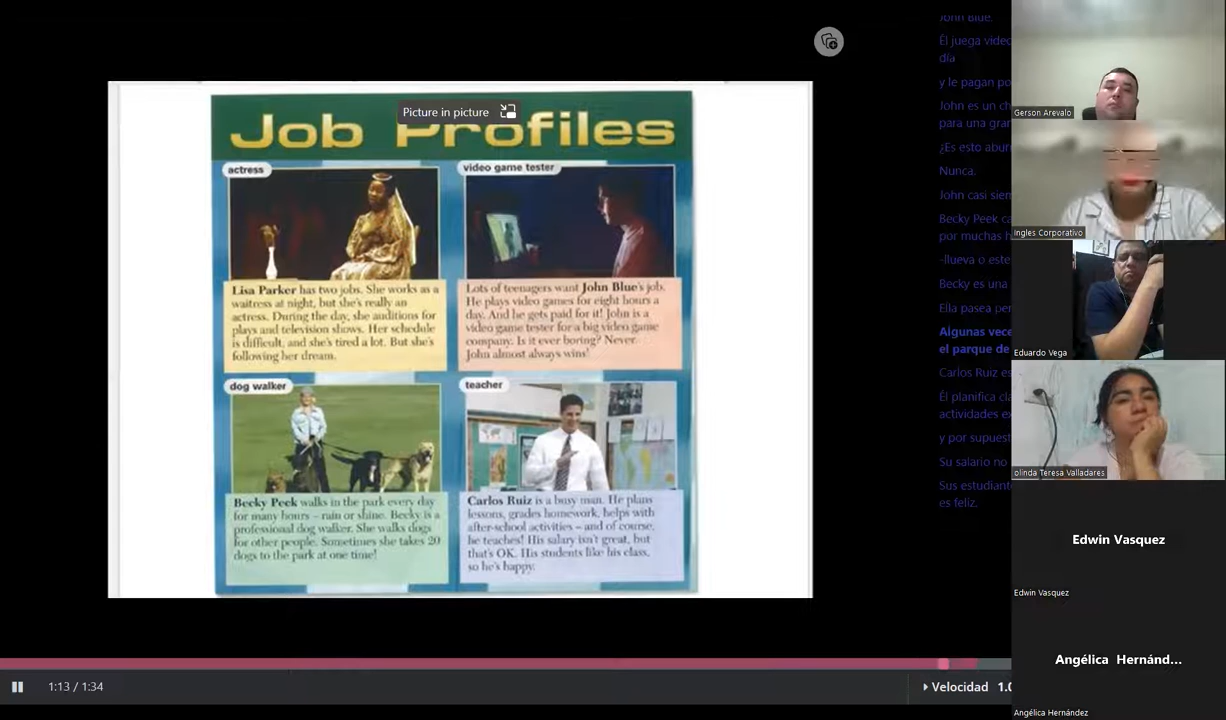 Picture in picture
Job Profiles
actress
Lisa Parker has two jobs. She works as a
waitress at night, but she's really an
actress. During the day, she auditions for
plays and television shows. Her schedule
is difficult, and she's tired a lot. But she's
following her dream.
video game tester
Lots of teenagers want John Blue's job.
He plays video games for eight hours a
day. And he gets paid for it! John is a
video game tester for a big video game
company. Is it ever boring? Never.
John almost always wins!
dog walker
Becky Peek walks in the park every day
for many hours – rain or shine. Becky is a
professional dog walker. She walks dogs
for other people. Sometimes she takes 20
dogs to the park at one time!
teacher
Carlos Ruiz is a busy man. He plans
lessons, grades homework, helps with
after-school activities – and of course,
he teaches! His salary isn't great, but
that's OK. His students like his class,
so he's happy.
John Blue.
Él juega video
día
y le pagan po
John es un ch
para una gran
¿Es esto abur
Nunca.
John casi sien
Becky Peek ca
por muchas h
-llueva o este
Becky es una
Ella pasea per
Algunas vece
el parque de
Carlos Ruiz es
Él planifica cla
actividades ex
y por supuest
Su salario no
Sus estudiant
es feliz.
Gerson Arevalo
Ingles Corporativo
Eduardo Vega
olinda Teresa Valladares
Edwin Vasquez
Edwin Vasquez
Angélica Hernánd...
Angélica Hernández
1:13 / 1:34
Velocidad 1.0